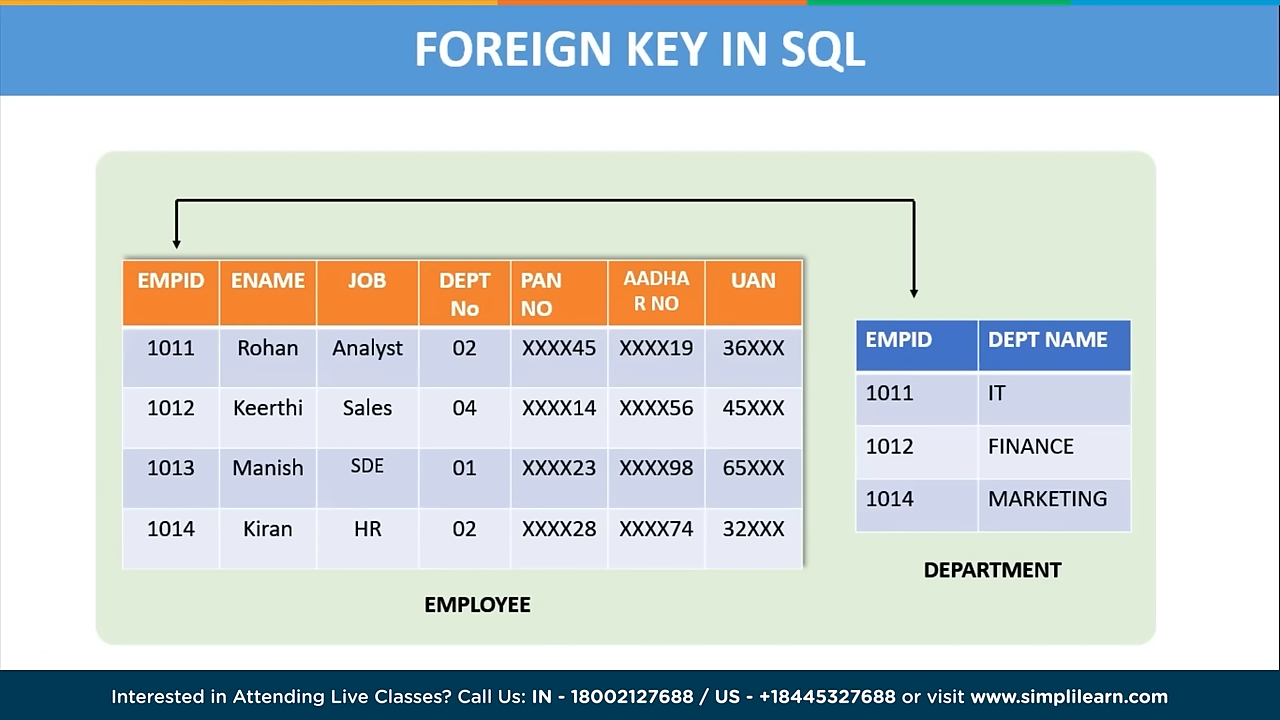 FOREIGN KEY IN SQL
EMPID ENAME JOB DEPT No PAN NO AADHA R NO UAN
1011 Rohan Analyst 02 XXXX45 XXXX19 36XXX
1012 Keerthi Sales 04 XXXX14 XXXX56 45XXX
1013 Manish SDE 01 XXXX23 XXXX98 65XXX
1014 Kiran HR 02 XXXX28 XXXX74 32XXX
EMPLOYEE
EMPID DEPT NAME
1011 IT
1012 FINANCE
1014 MARKETING
DEPARTMENT
Interested in Attending Live Classes? Call Us: IN - 18002127688 / US - +18445327688 or visit www.simplilearn.com